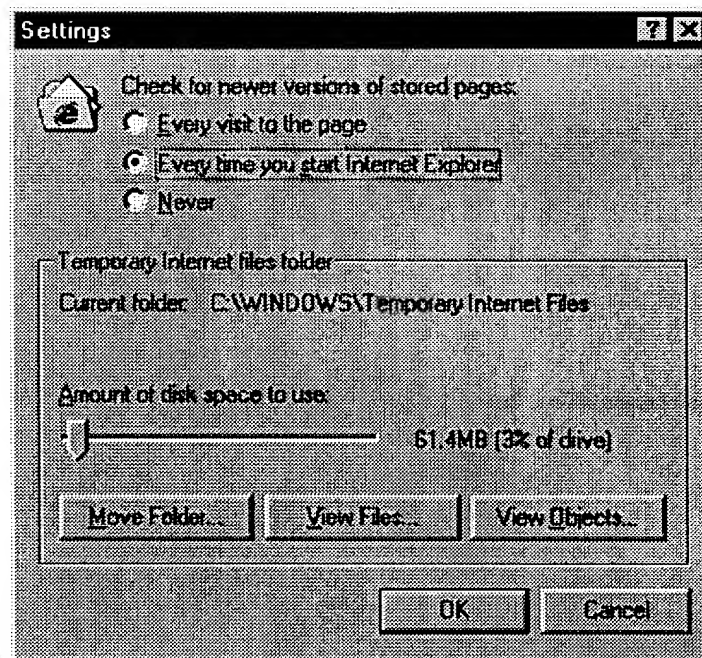 Settings
Check for newer versions of stored pages:
Every visit to the page
Every time you start Internet Explorer
Never
Temporary Internet files folder
Current folder: C:\WINDOWS\Temporary Internet Files
Amount of disk space to use:
61.4MB (3% of drive)
Move Folder... View Files... View Objects...
OK Cancel